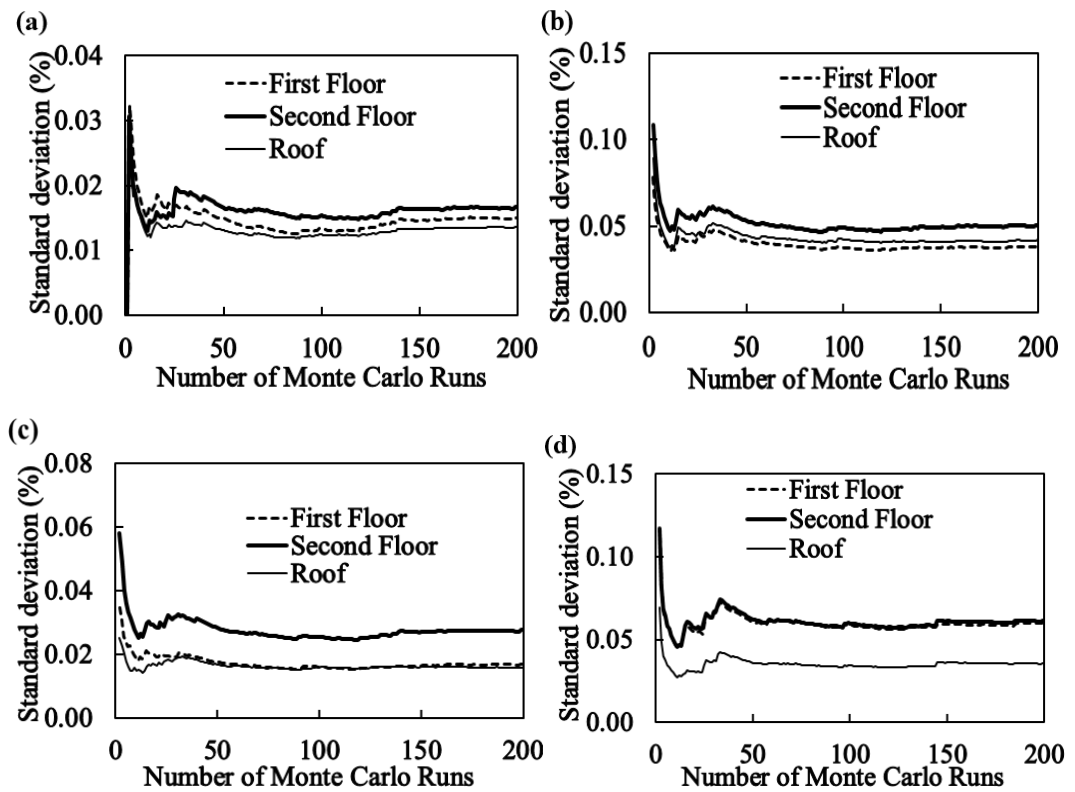 (a)
Standard deviation (%)
0.04
0.03
0.02
0.01
0.00
First Floor
Second Floor
Roof
0 50 100 150 200
Number of Monte Carlo Runs
(b)
Standard deviation (%)
0.15
0.10
0.05
0.00
First Floor
Second Floor
Roof
0 50 100 150 200
Number of Monte Carlo Runs
(c)
Standard deviation (%)
0.08
0.06
0.04
0.02
0.00
First Floor
Second Floor
Roof
0 50 100 150 200
Number of Monte Carlo Runs
(d)
Standard deviation (%)
0.15
0.10
0.05
0.00
First Floor
Second Floor
Roof
0 50 100 150 200
Number of Monte Carlo Runs